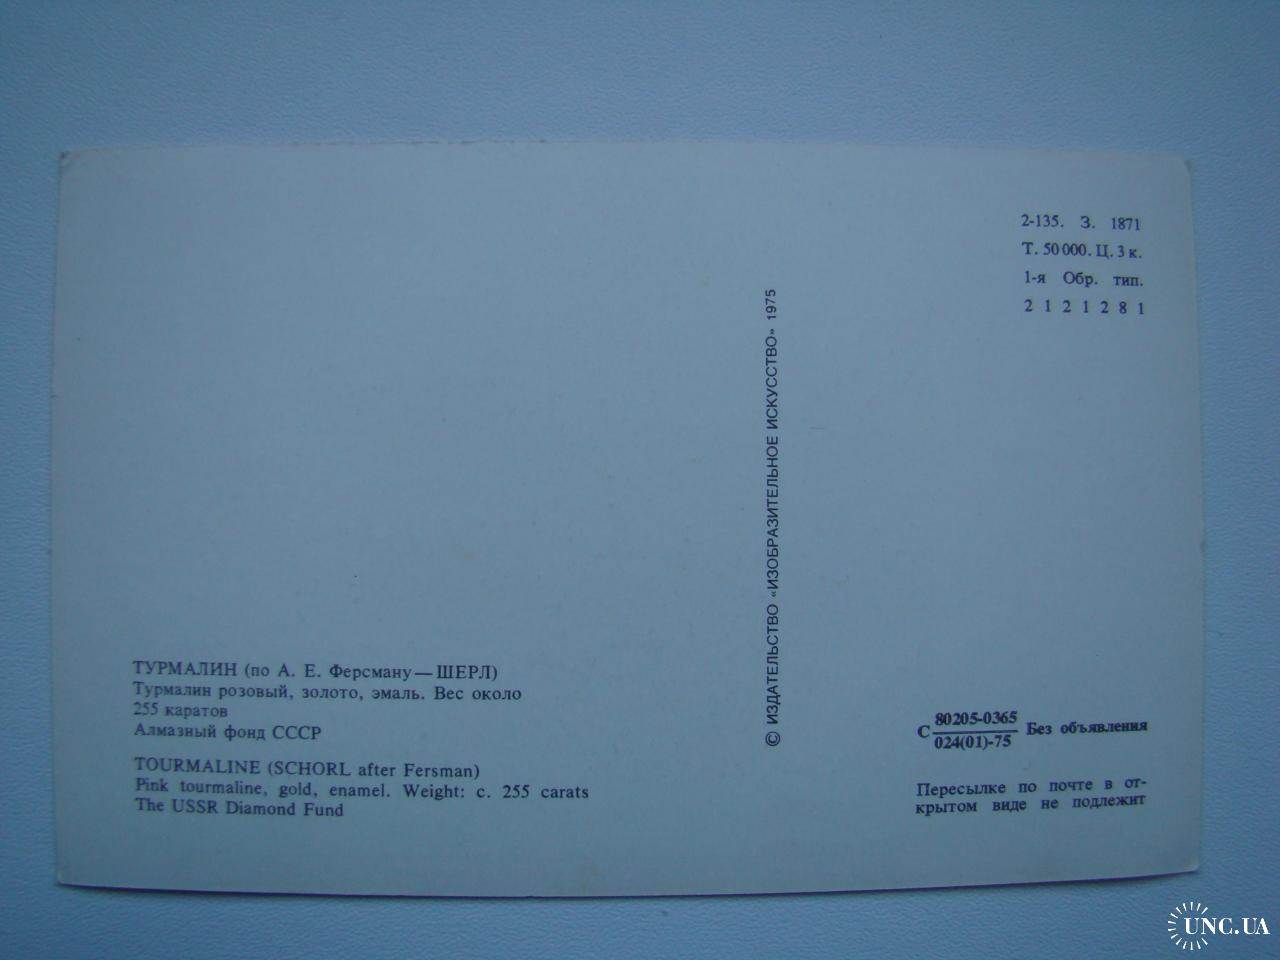 2-135. З. 1871
Т. 50 000. Ц. 3 к.
1-я Обр. тип.
2 1 2 1 2 8 1
© ИЗДАТЕЛЬСТВО «ИЗОБРАЗИТЕЛЬНОЕ ИСКУССТВО» 1975
ТУРМАЛИН (по А. Е. Ферсману — ШЕРЛ)
Турмалин розовый, золото, эмаль. Вес около
255 каратов
Алмазный фонд СССР
TOURMALINE (SCHORL after Fersman)
Pink tourmaline, gold, enamel. Weight: c. 255 carats
The USSR Diamond Fund
80205-0365
С Без объявления
024(01)-75
Пересылке по почте в от-
крытом виде не подлежит
UNC.UA